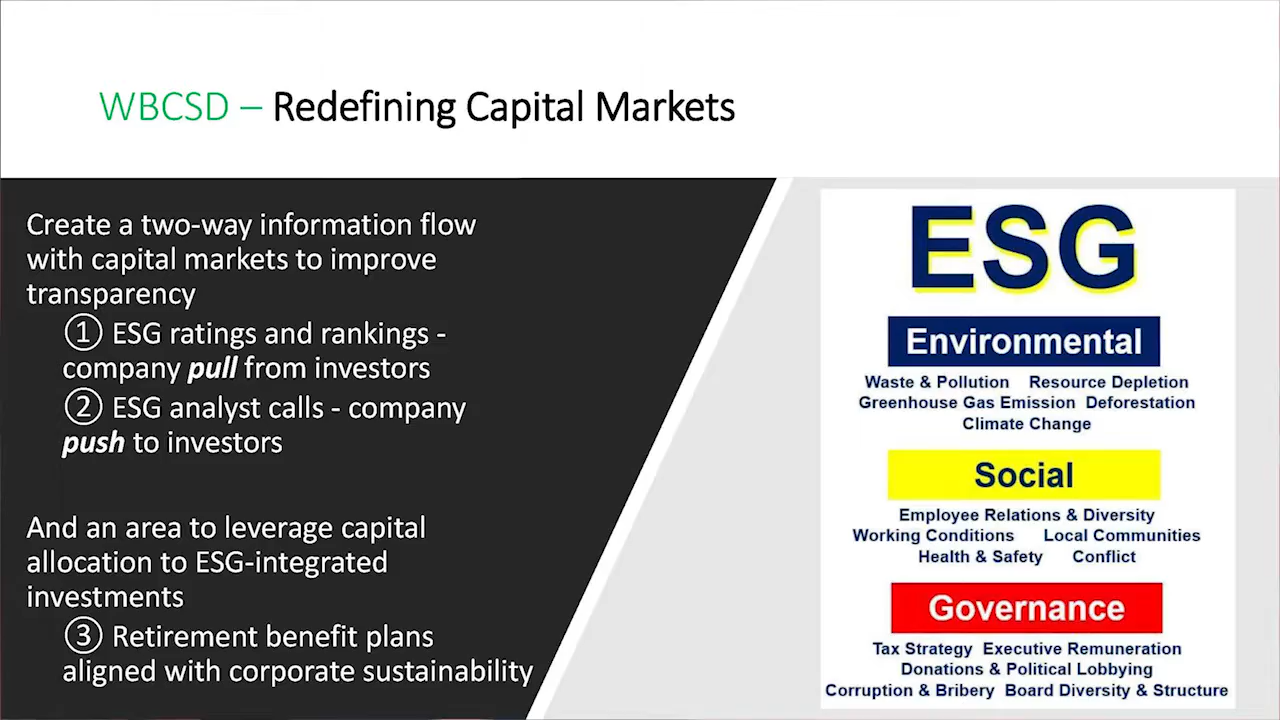 WBCSD – Redefining Capital Markets
Create a two-way information flow
with capital markets to improve
transparency
① ESG ratings and rankings -
company pull from investors
② ESG analyst calls - company
push to investors
And an area to leverage capital
allocation to ESG-integrated
investments
③ Retirement benefit plans
aligned with corporate sustainability
ESG
Environmental
Waste & Pollution Resource Depletion
Greenhouse Gas Emission Deforestation
Climate Change
Social
Employee Relations & Diversity
Working Conditions Local Communities
Health & Safety Conflict
Governance
Tax Strategy Executive Remuneration
Donations & Political Lobbying
Corruption & Bribery Board Diversity & Structure